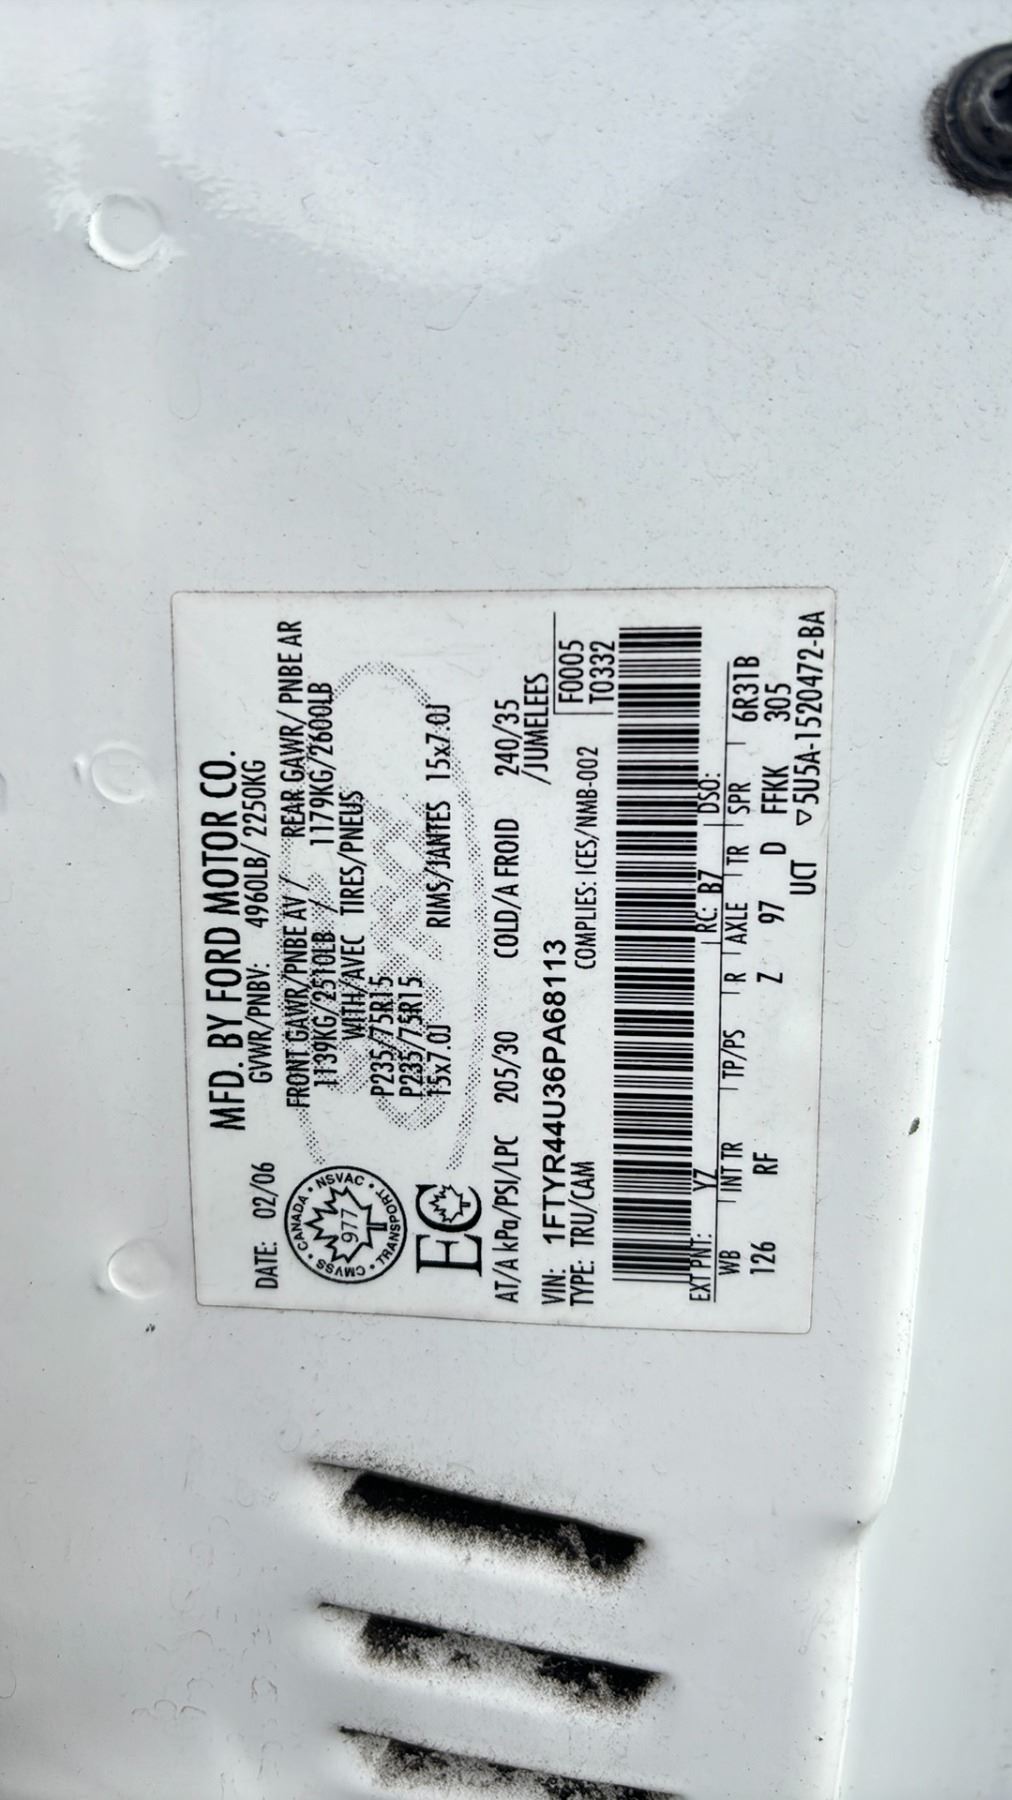 MFD. BY FORD MOTOR CO.
DATE: 02/06 GVWR/PNBV: 4960LB/ 2250KG
FRONT GAWR/PNBE AV / REAR GAWR/ PNBE AR
1139KG/2510LB / 1179KG/2600LB
WITH/AVEC TIRES/PNEUS
P235/75R15
P235/75R15
15x7.0J RIMS/JANTES 15x7.0J
CMVSS • CANADA • NSVAC • TRANSPORT
977
EC
AT/A kPa/PSI/LPC 205/30 COLD/A FROID 240/35
/JUMELEES
VIN: 1FTYR44U36PA68113
TYPE: TRU/CAM COMPLIES: ICES/NMB-002
F0005
T0332
EXT PNT: YZ RC: B7 DSO:
WB INT TR TP/PS R AXLE TR SPR 6R31B
126 RF Z 97 D FFKK 305
UCT ▽5U5A-1520472-BA